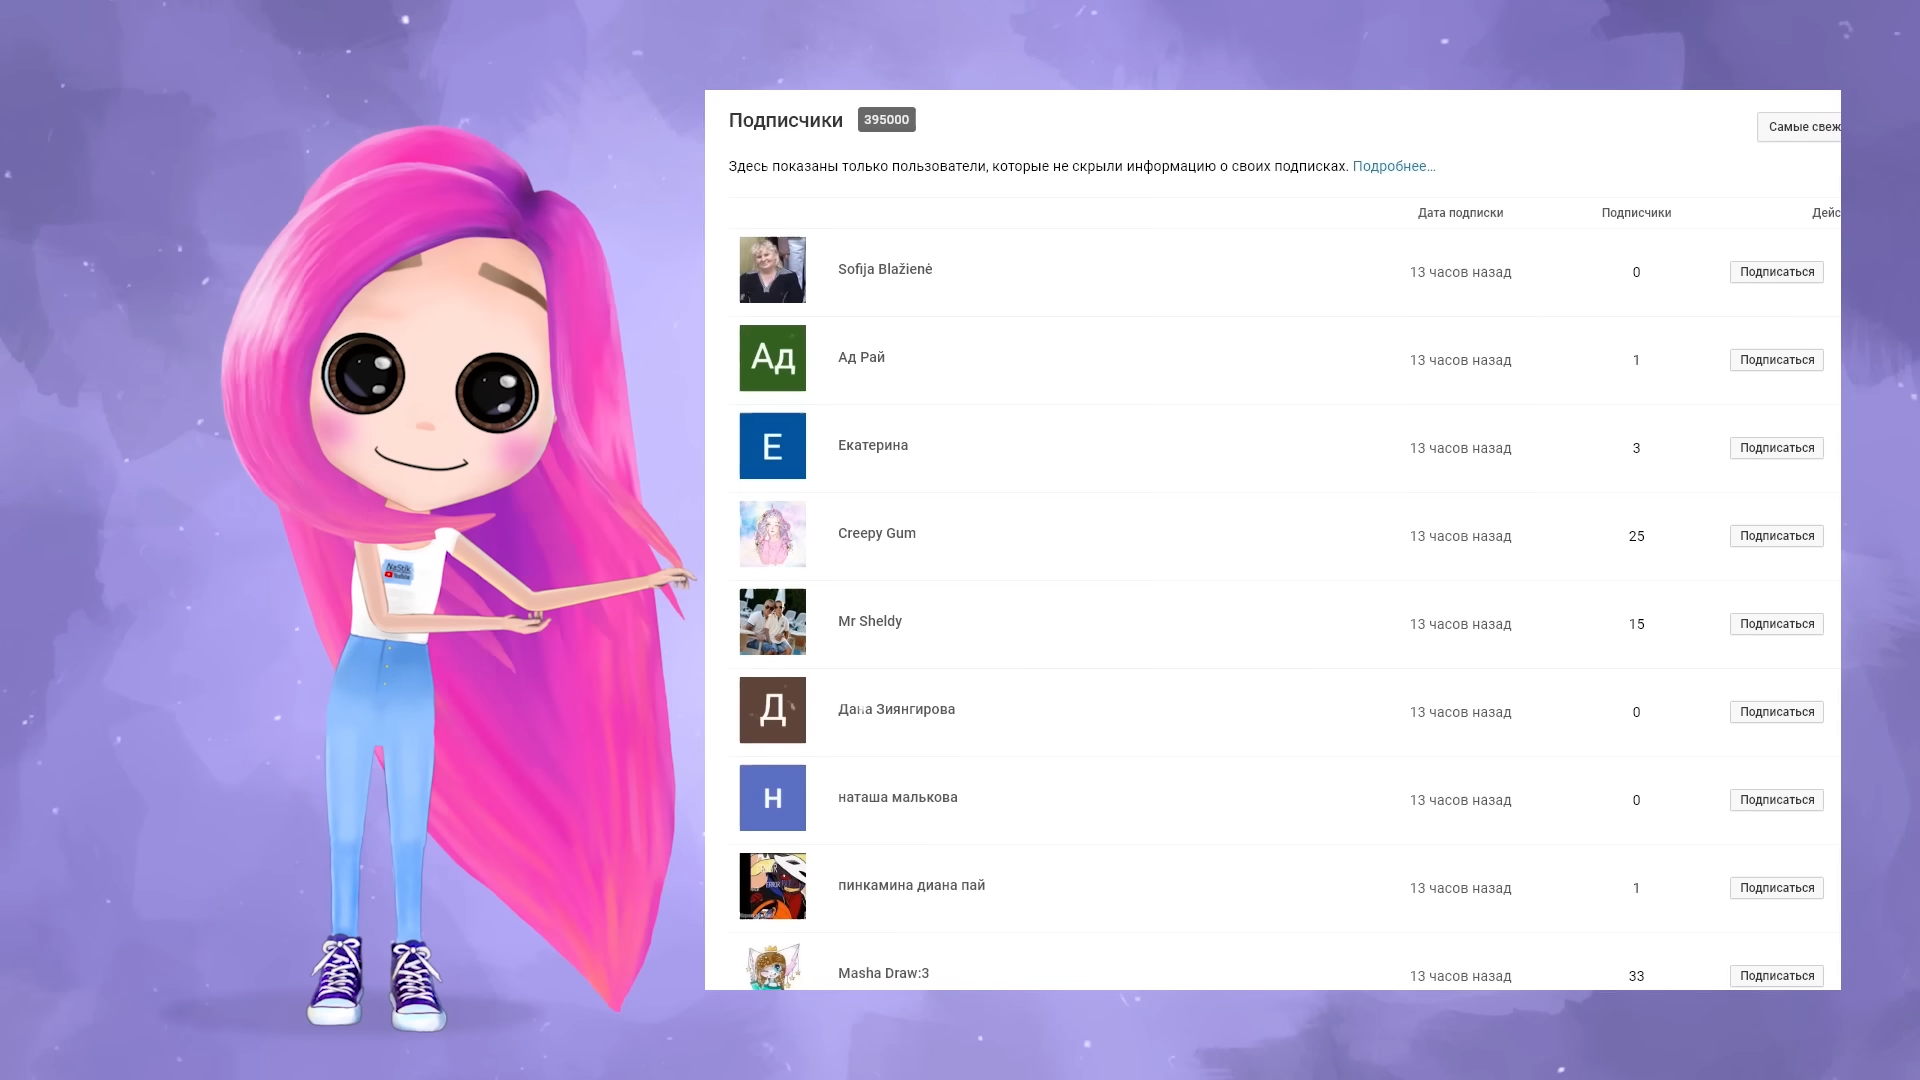 Подписчики 395000
Самые свеж
Здесь показаны только пользователи, которые не скрыли информацию о своих подписках. Подробнее...
Дата подписки Подписчики Дейс
Sofija Blažienė 13 часов назад 0 Подписаться
Ад Ад Рай 13 часов назад 1 Подписаться
Е Екатерина 13 часов назад 3 Подписаться
Creepy Gum 13 часов назад 25 Подписаться
Mr Sheldy 13 часов назад 15 Подписаться
Д Дана Зиянгирова 13 часов назад 0 Подписаться
н наташа малькова 13 часов назад 0 Подписаться
пинкамина диана пай 13 часов назад 1 Подписаться
Masha Draw:3 13 часов назад 33 Подписаться
NaStik
YouTube